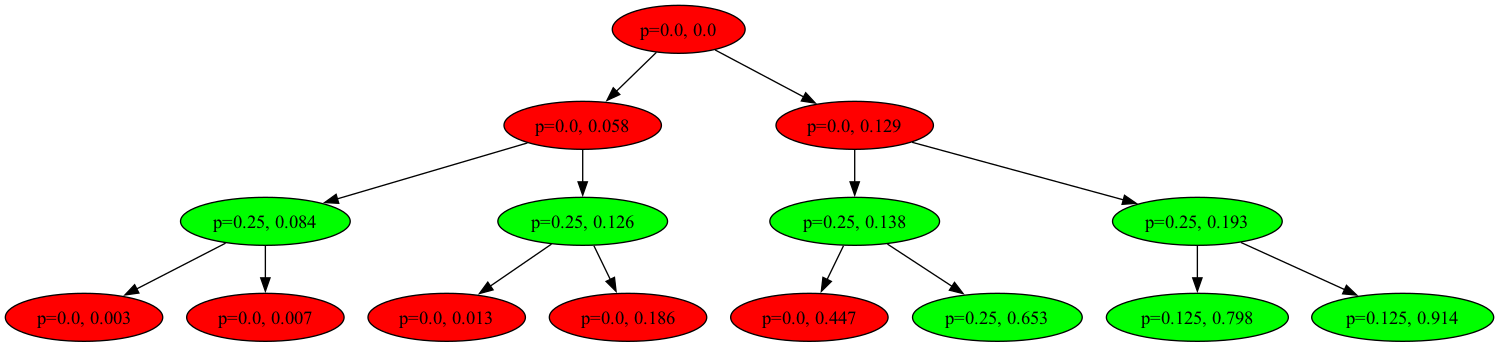 p=0.0, 0.0
p=0.0, 0.058
p=0.0, 0.129
p=0.25, 0.084
p=0.25, 0.126
p=0.25, 0.138
p=0.25, 0.193
p=0.0, 0.003
p=0.0, 0.007
p=0.0, 0.013
p=0.0, 0.186
p=0.0, 0.447
p=0.25, 0.653
p=0.125, 0.798
p=0.125, 0.914